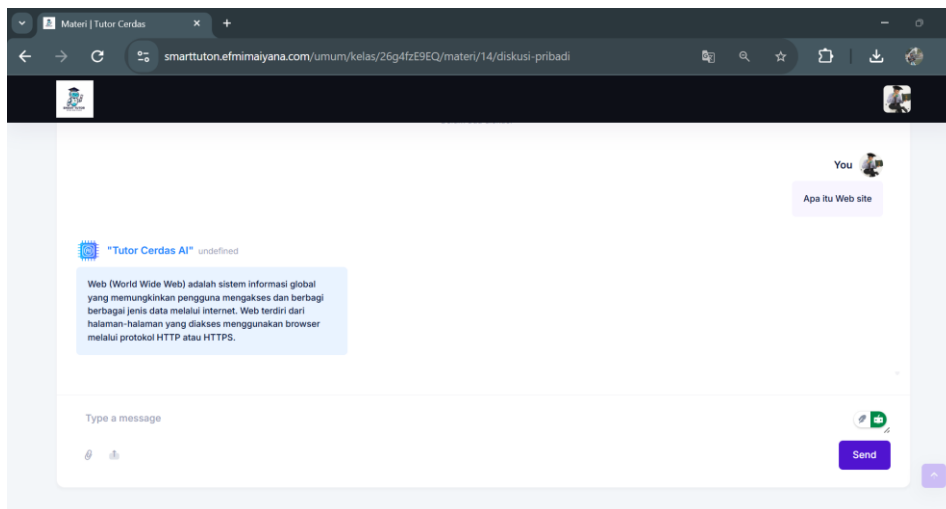 Materi | Tutor Cerdas
smarttuton.efmimaiyana.com/umum/kelas/26g4fzE9EQ/materi/14/diskusi-pribadi
You
Apa itu Web site
"Tutor Cerdas AI" undefined
Web (World Wide Web) adalah sistem informasi global
yang memungkinkan pengguna mengakses dan berbagi
berbagai jenis data melalui internet. Web terdiri dari
halaman-halaman yang diakses menggunakan browser
melalui protokol HTTP atau HTTPS.
Type a message
Send